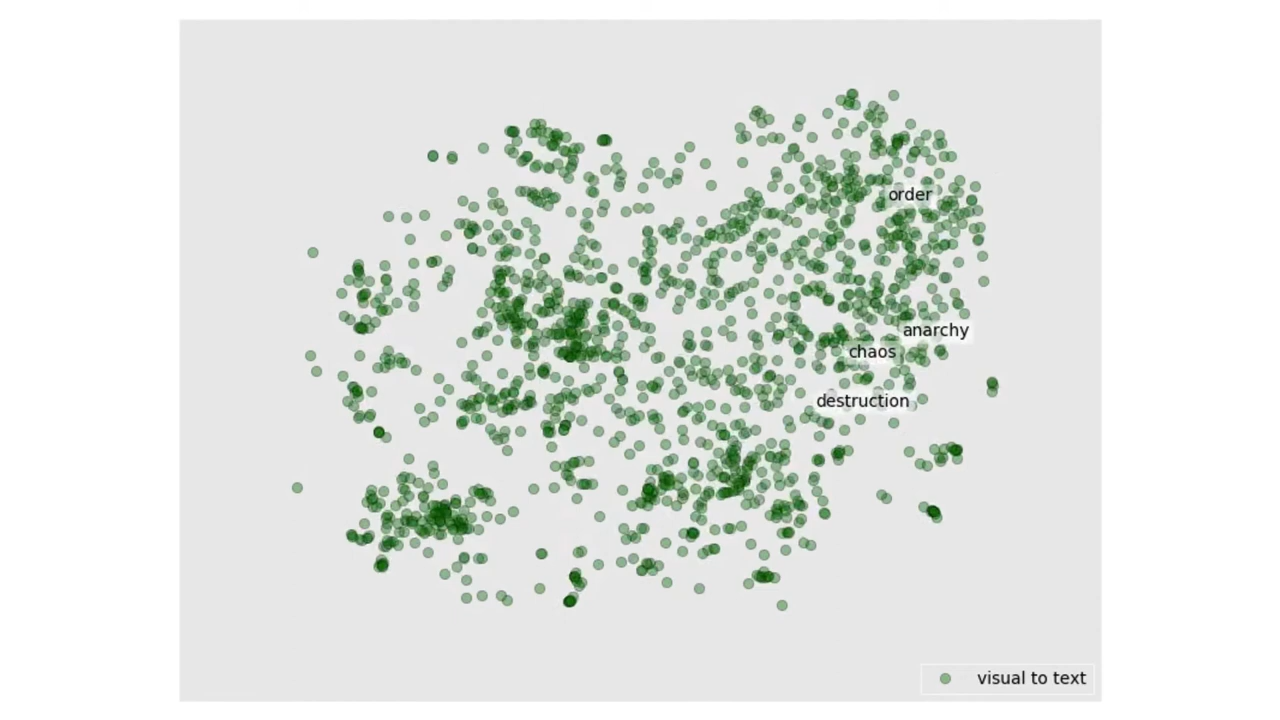 order
anarchy
chaos
destruction
visual to text